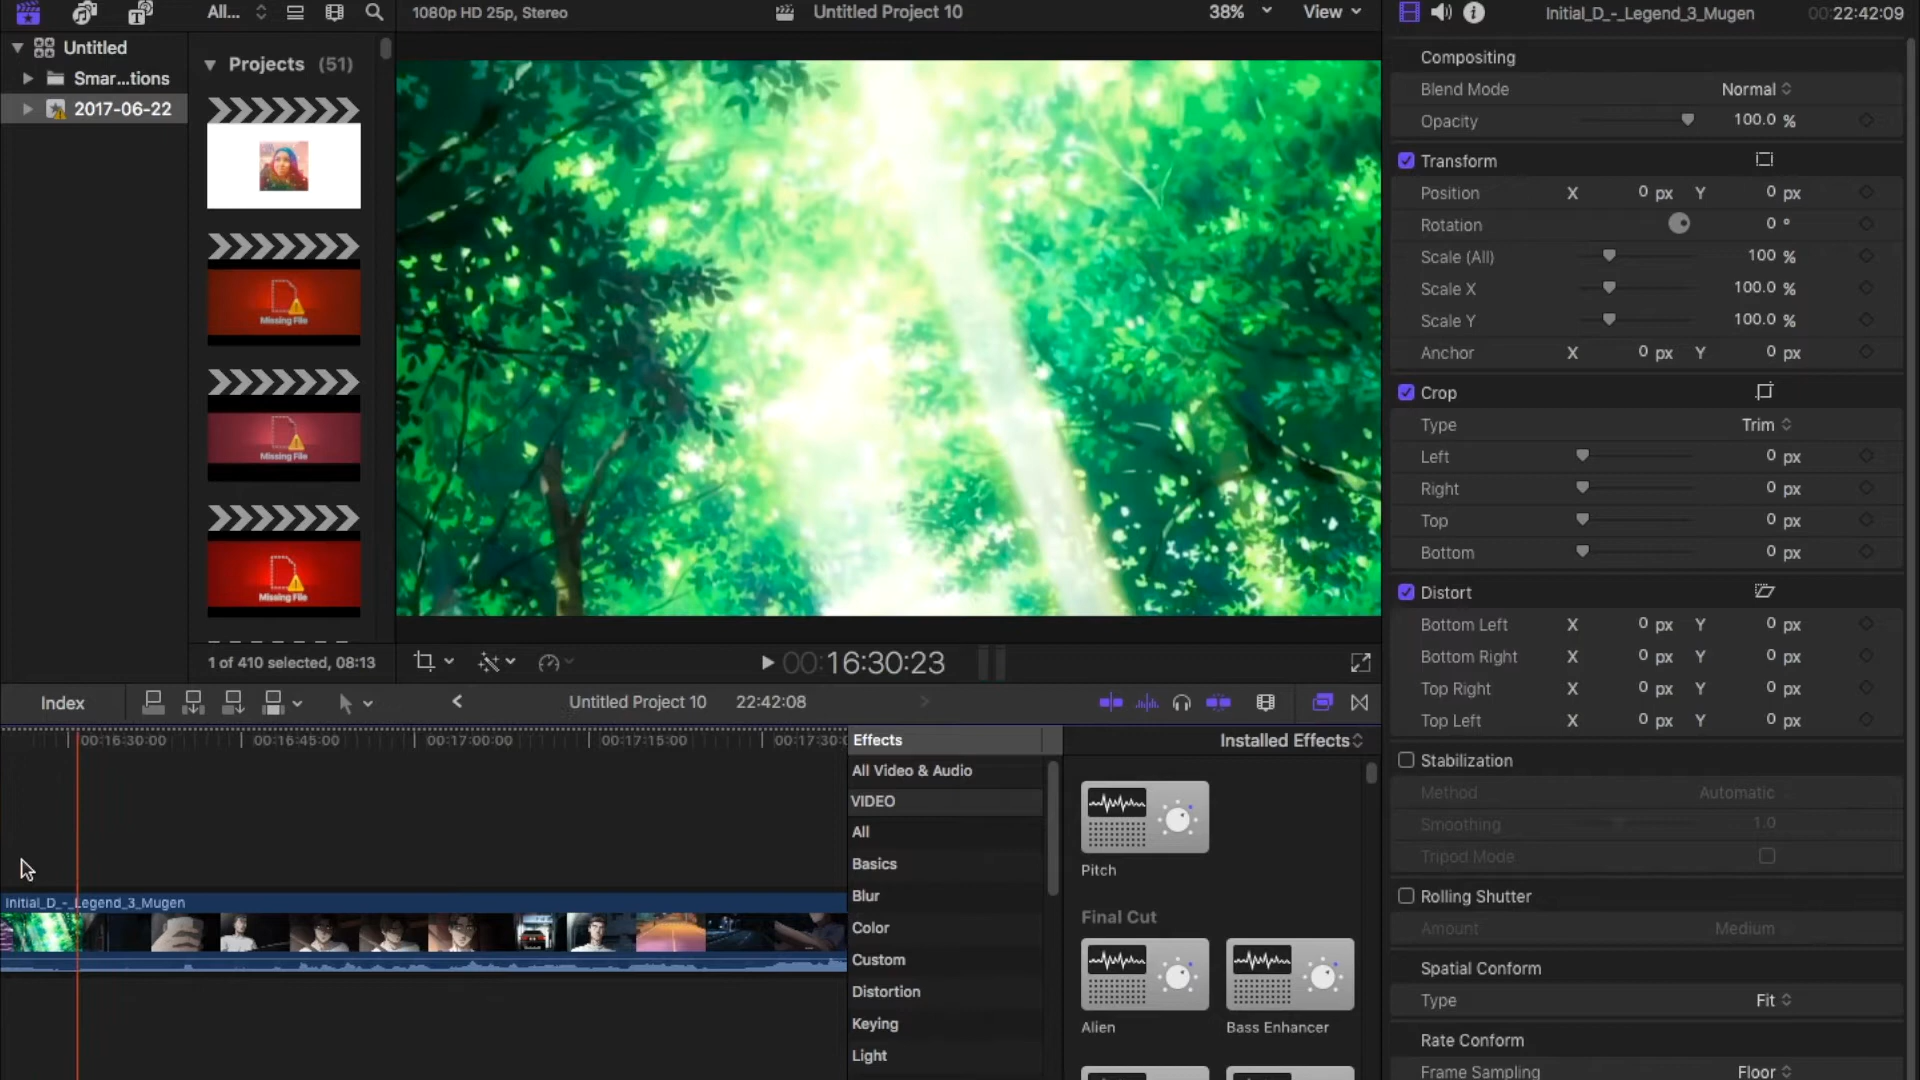 All...
1080p HD 25p, Stereo
Untitled Project 10
38%
View
Initial_D_-_Legend_3_Mugen
00:22:42:09
Untitled
Smar...tions
2017-06-22
Projects (51)
Missing File
Missing File
Missing File
1 of 410 selected, 08:13
00:16:30:23
Compositing
Blend Mode Normal
Opacity 100.0 %
Transform
Position X 0 px Y 0 px
Rotation 0 °
Scale (All) 100 %
Scale X 100.0 %
Scale Y 100.0 %
Anchor X 0 px Y 0 px
Crop
Type Trim
Left 0 px
Right 0 px
Top 0 px
Bottom 0 px
Distort
Bottom Left X 0 px Y 0 px
Bottom Right X 0 px Y 0 px
Top Right X 0 px Y 0 px
Top Left X 0 px Y 0 px
Stabilization
Method Automatic
Smoothing 1.0
Tripod Mode
Rolling Shutter
Amount Medium
Spatial Conform
Type Fit
Rate Conform
Frame Sampling Floor
Index
Untitled Project 10 22:42:08
00:16:30:00 00:16:45:00 00:17:00:00 00:17:15:00 00:17:30:0
Initial_D_-_Legend_3_Mugen
Effects
Installed Effects
All Video & Audio
VIDEO
All
Basics
Blur
Color
Custom
Distortion
Keying
Light
Pitch
Final Cut
Alien
Bass Enhancer